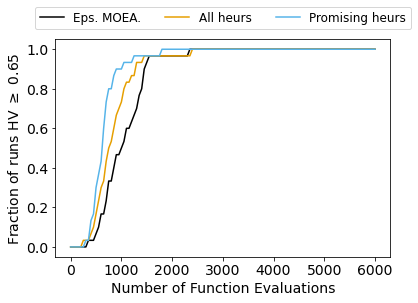 Eps. MOEA. All heurs Promising heurs
Fraction of runs HV ≥ 0.65
1.0
0.8
0.6
0.4
0.2
0.0
0 1000 2000 3000 4000 5000 6000
Number of Function Evaluations